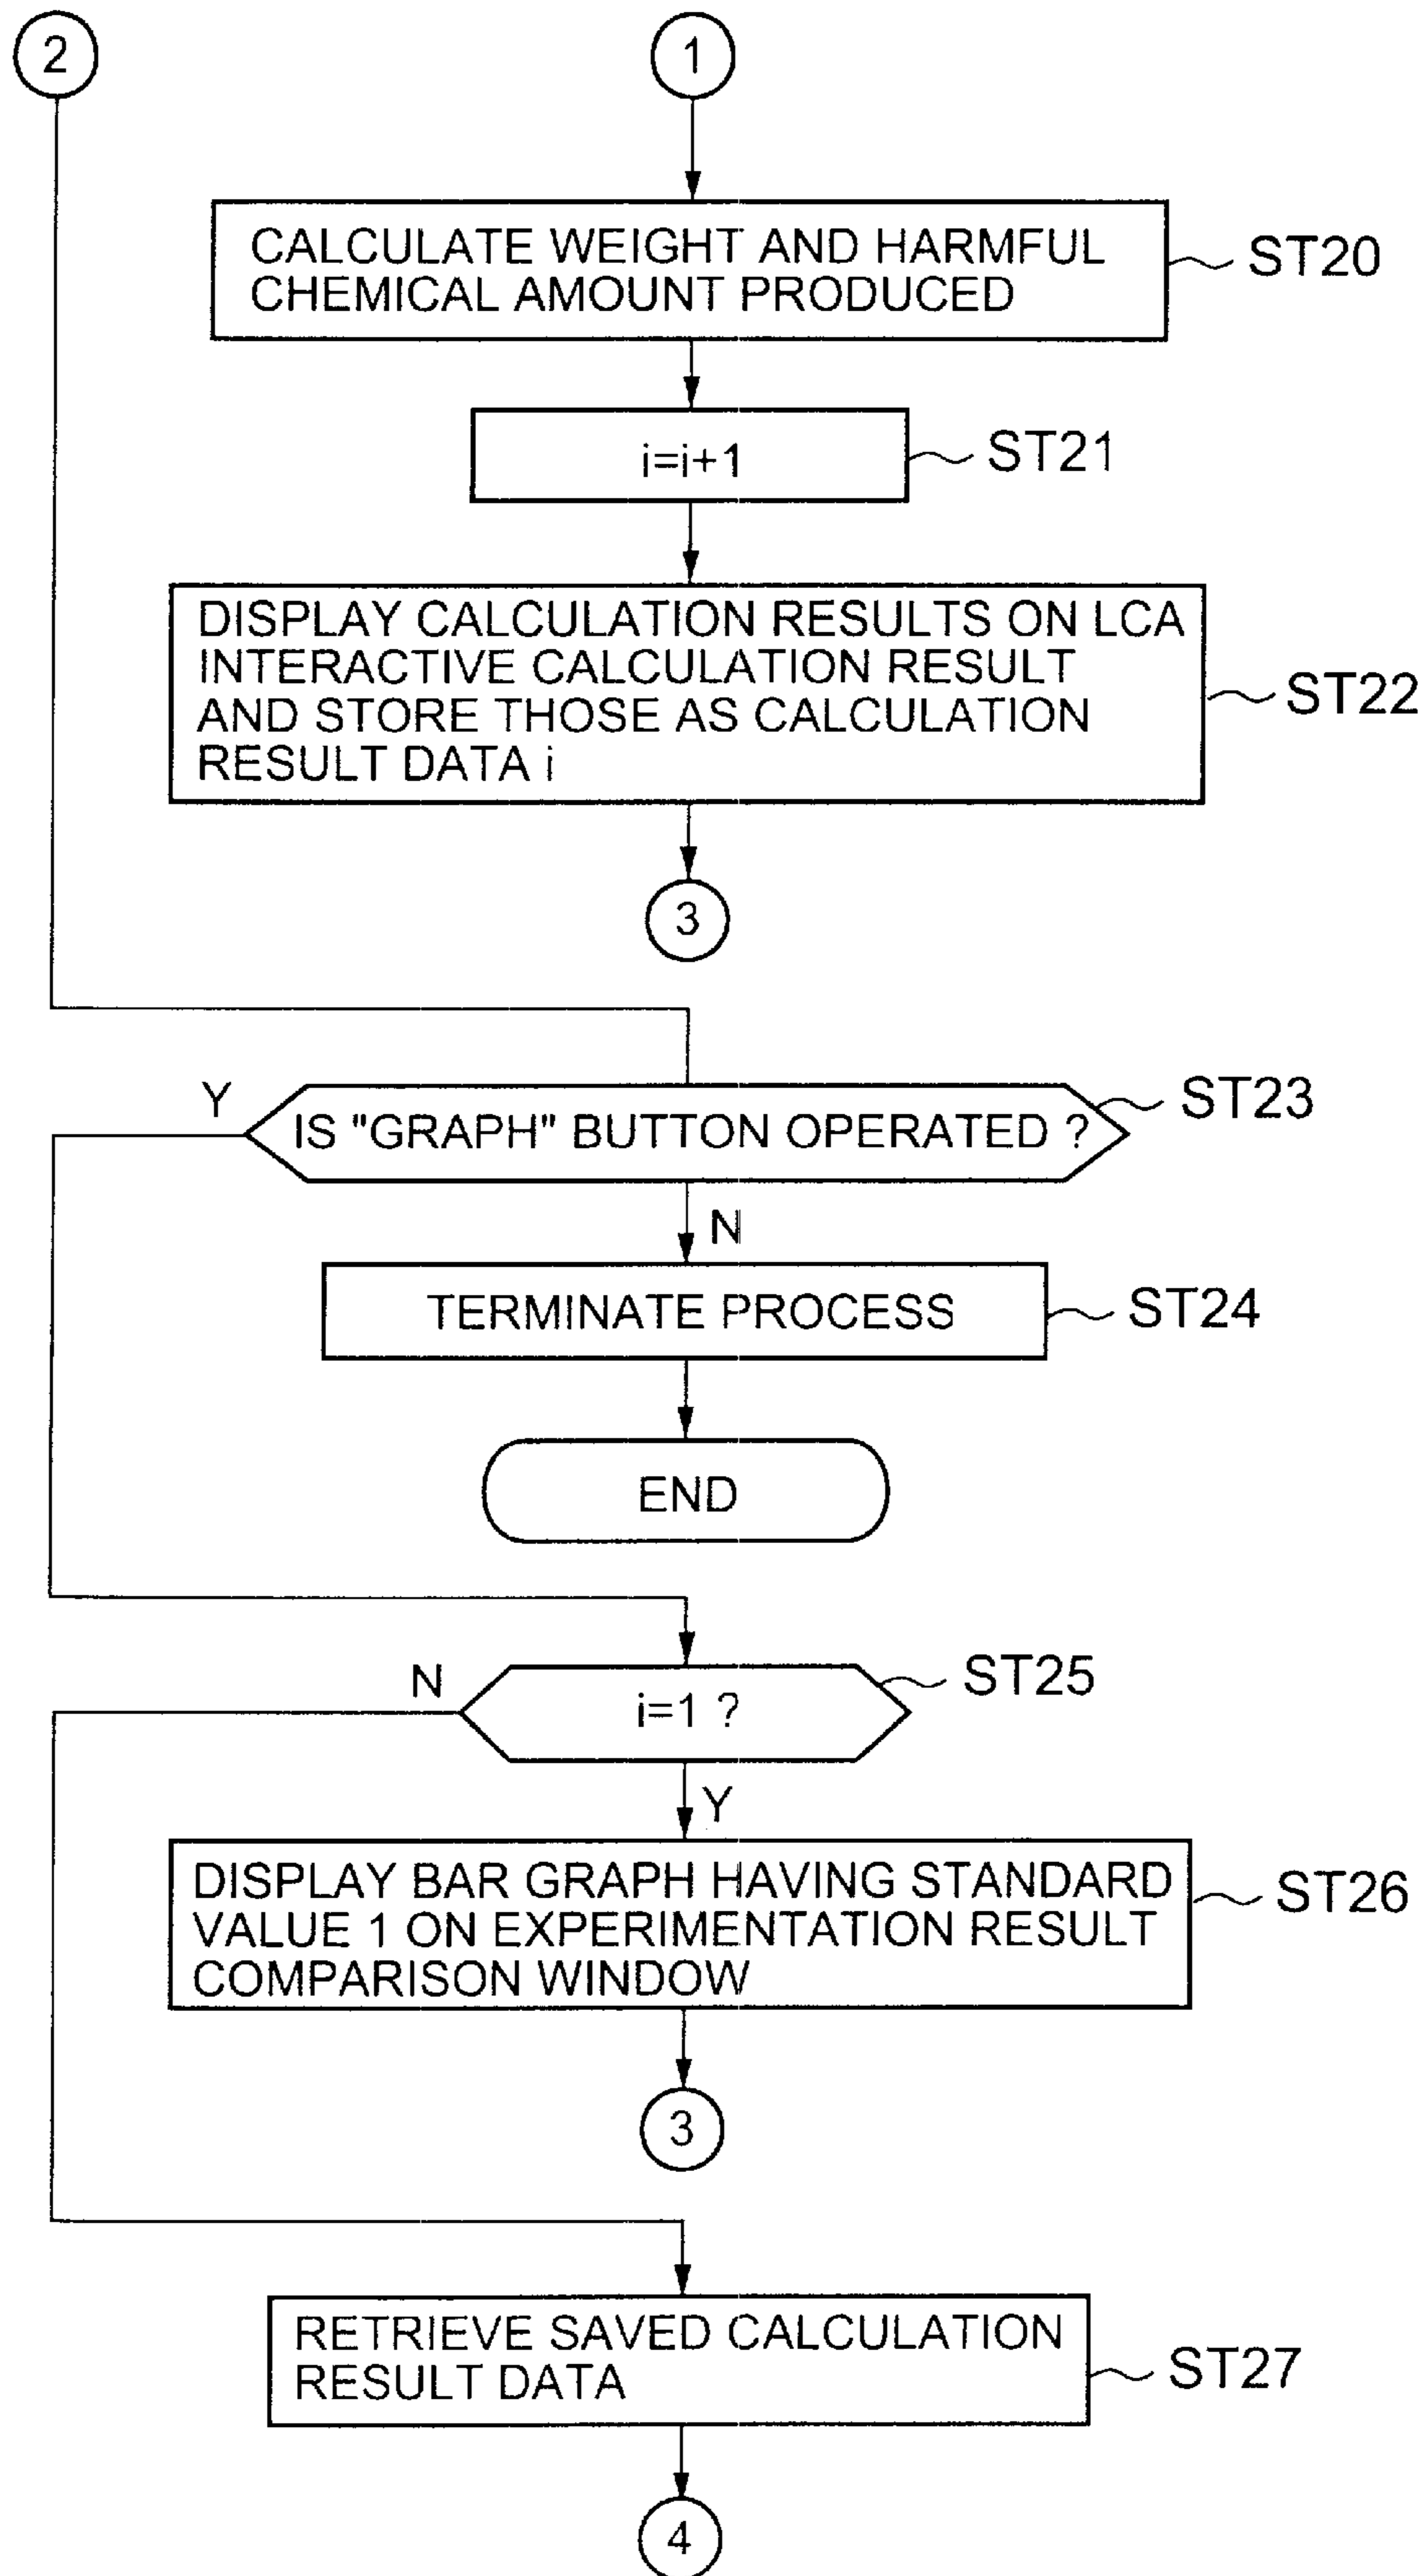 2
1
CALCULATE WEIGHT AND HARMFUL
CHEMICAL AMOUNT PRODUCED
ST20
i=i+1
ST21
DISPLAY CALCULATION RESULTS ON LCA
INTERACTIVE CALCULATION RESULT
AND STORE THOSE AS CALCULATION
RESULT DATA i
ST22
3
Y
IS "GRAPH" BUTTON OPERATED ?
ST23
N
TERMINATE PROCESS
ST24
END
N
i=1 ?
ST25
Y
DISPLAY BAR GRAPH HAVING STANDARD
VALUE 1 ON EXPERIMENTATION RESULT
COMPARISON WINDOW
ST26
3
RETRIEVE SAVED CALCULATION
RESULT DATA
ST27
4